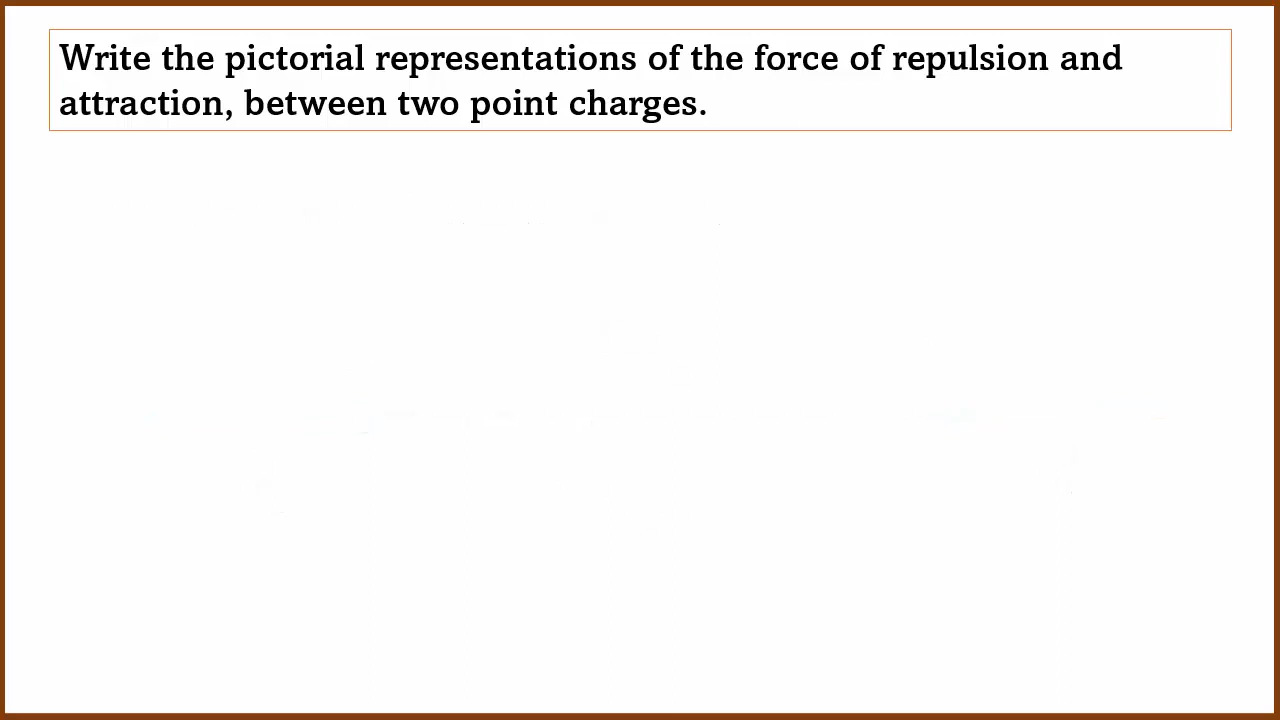 Write the pictorial representations of the force of repulsion and
attraction, between two point charges.